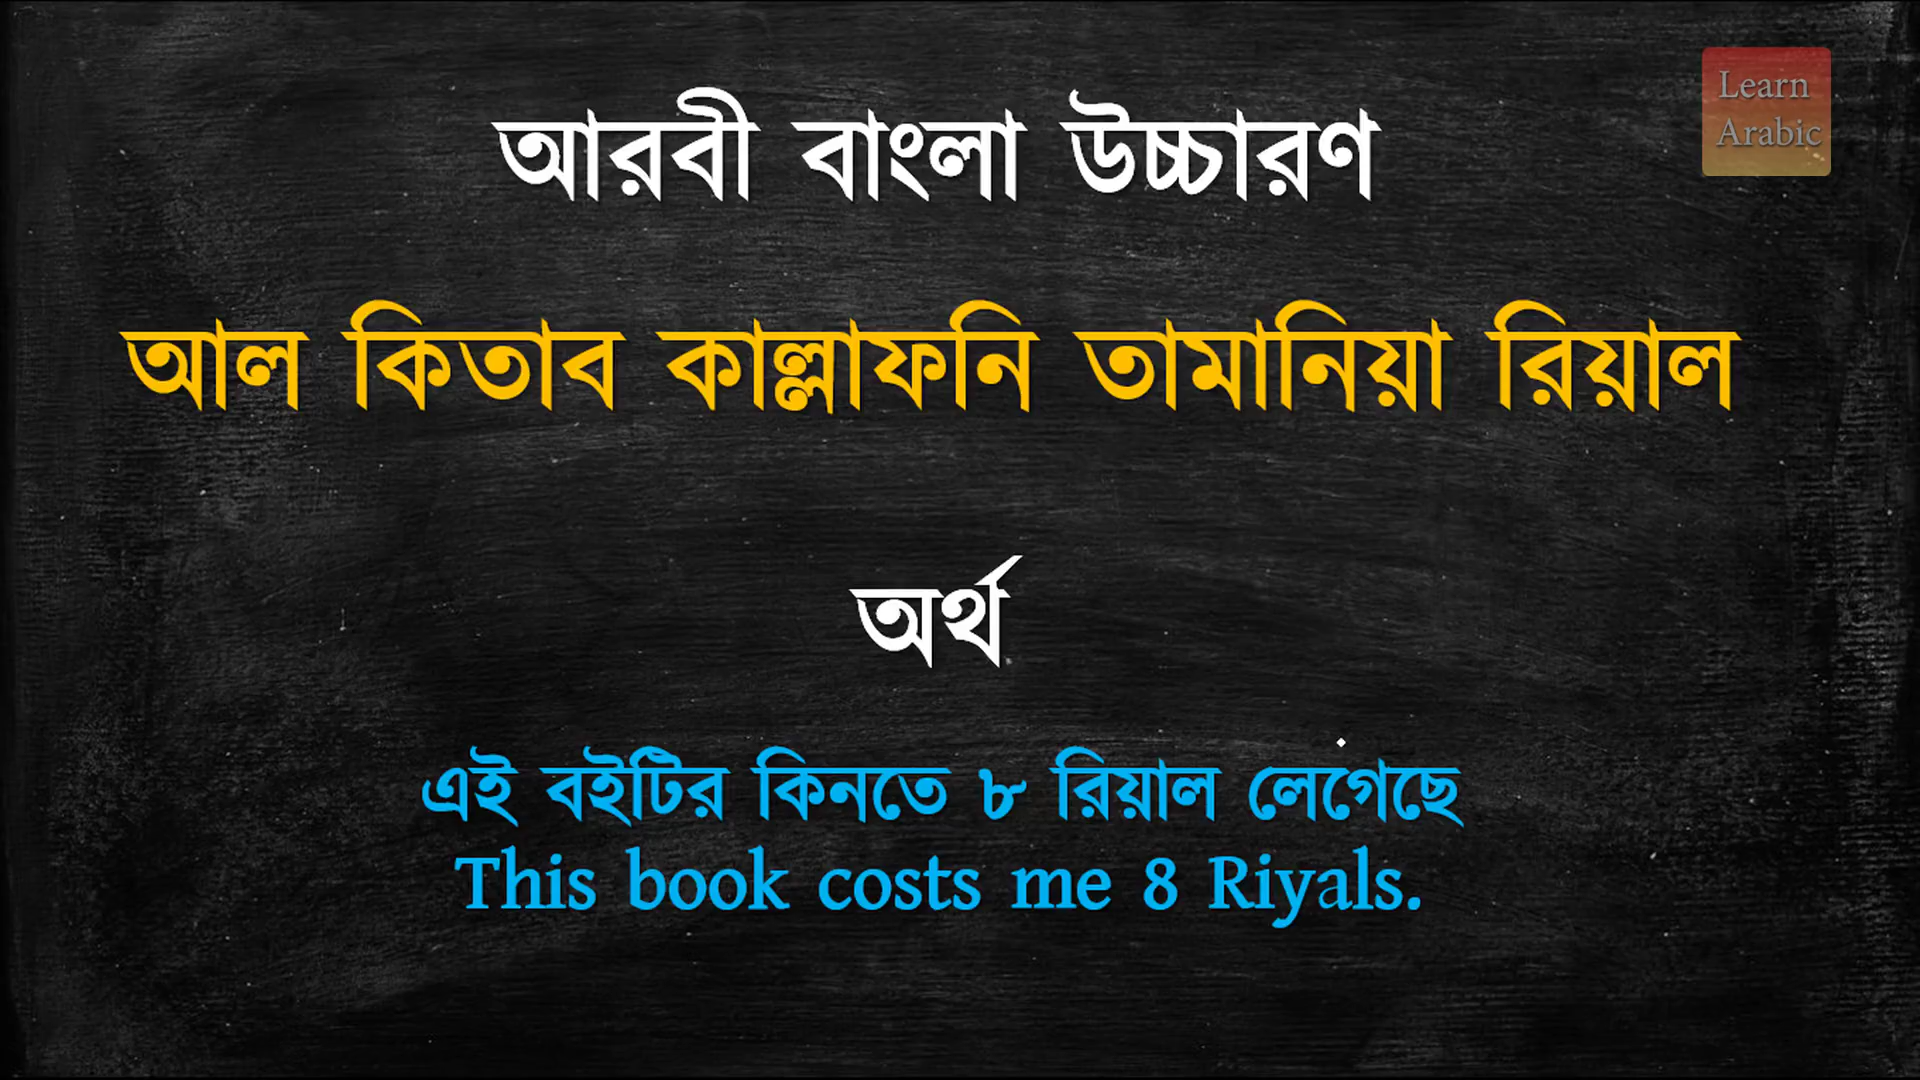 Learn
Arabic
আরবী বাংলা উচ্চারণ
আল কিতাব কাল্লাফনি তামানিয়া রিয়াল
অর্থ
এই বইটির কিনতে ৮ রিয়াল লেগেছে
This book costs me 8 Riyals.